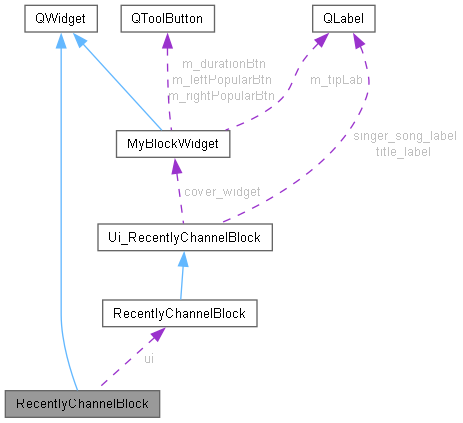 QWidget
QToolButton
QLabel
m_durationBtn
m_leftPopularBtn
m_rightPopularBtn
m_tipLab
MyBlockWidget
singer_song_label
title_label
cover_widget
Ui_RecentlyChannelBlock
RecentlyChannelBlock
ui
RecentlyChannelBlock